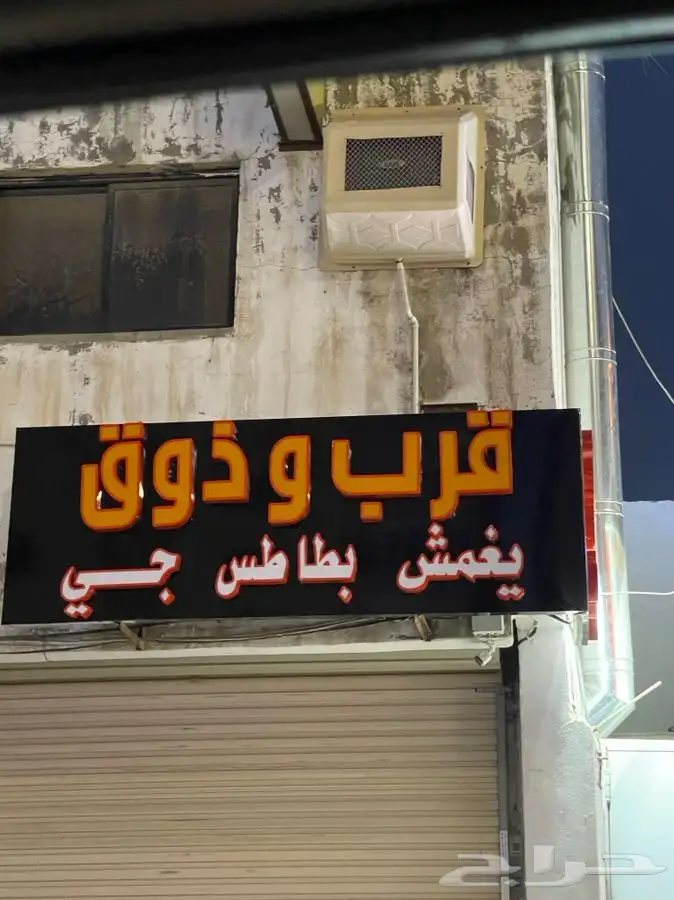 قرب و ذوق
يغمش بطاطس جي
حراج